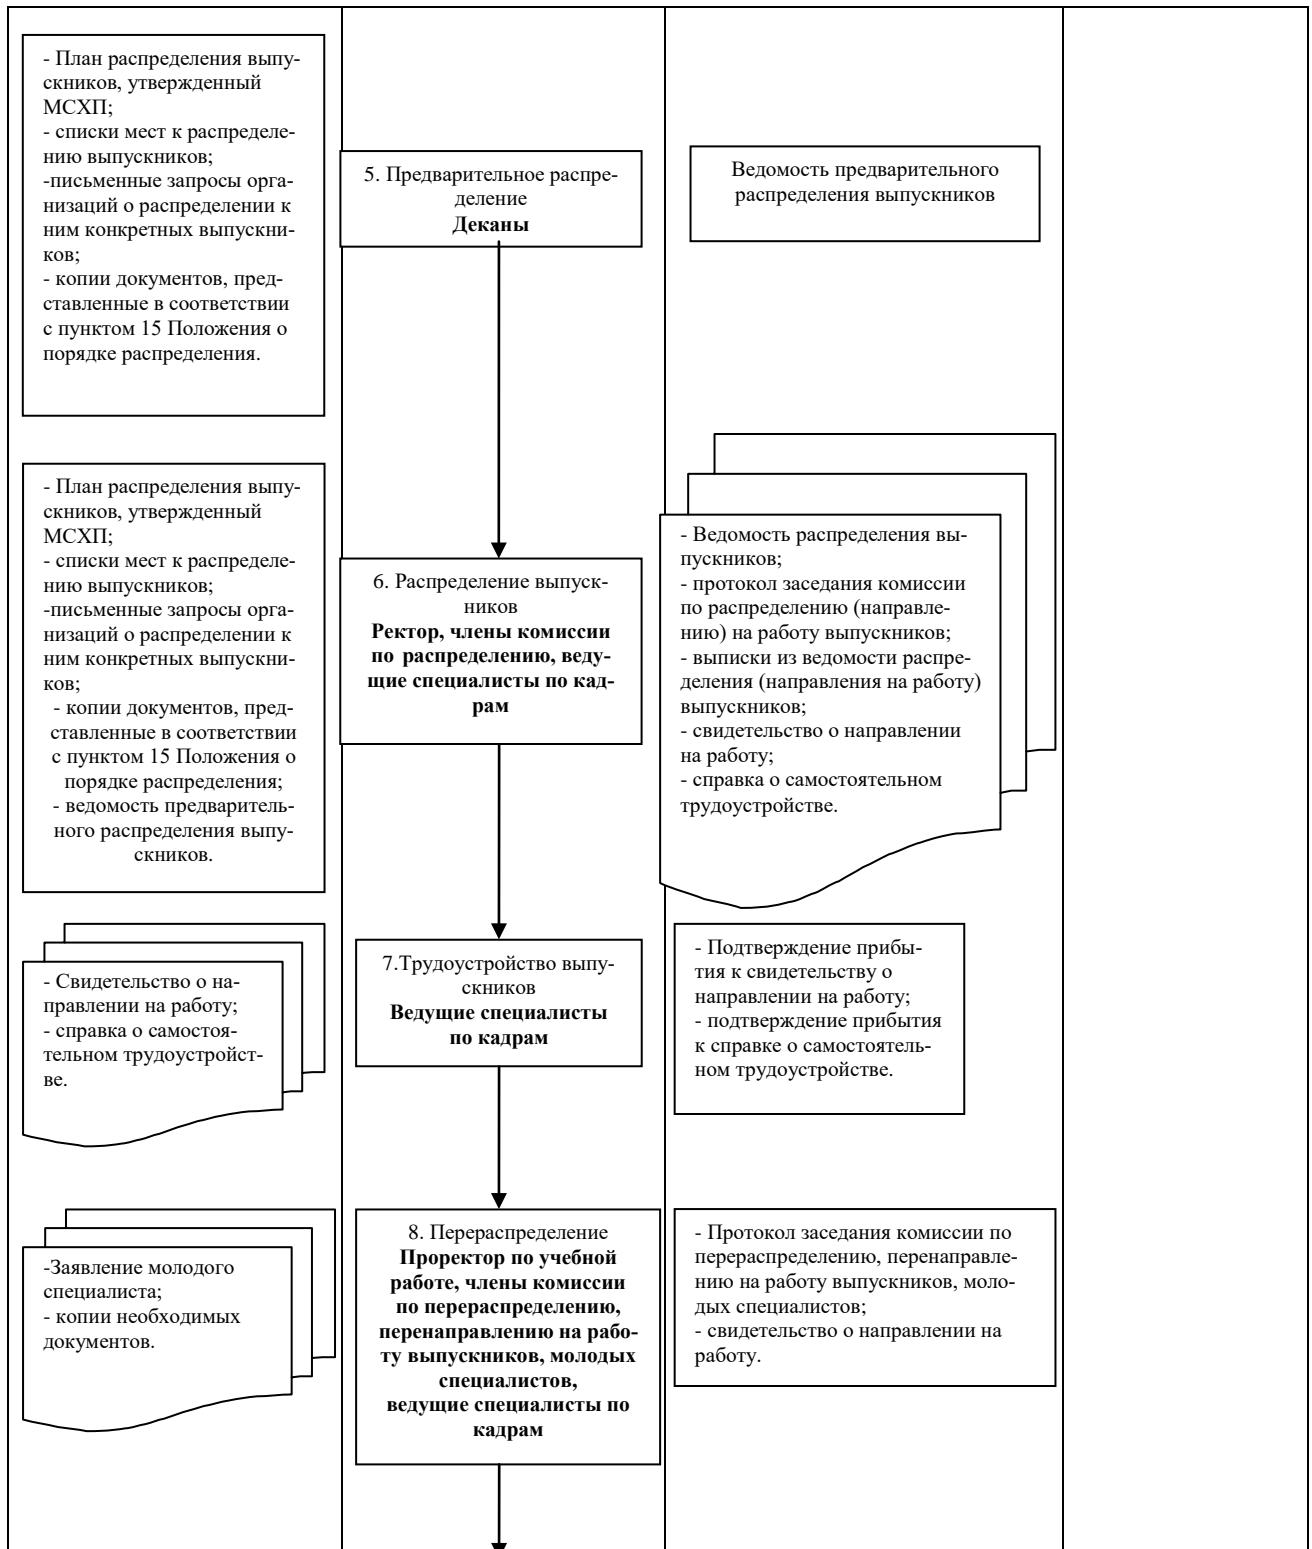 - План распределения выпу-
скников, утвержденный
МСХП;
- списки мест к распределе-
нию выпускников;
-письменные запросы орга-
низаций о распределении к
ним конкретных выпускни-
ков;
- копии документов, пред-
ставленные в соответствии
с пунктом 15 Положения о
порядке распределения.
5. Предварительное распре-
деление
Деканы
Ведомость предварительного
распределения выпускников
- План распределения выпу-
скников, утвержденный
МСХП;
- списки мест к распределе-
нию выпускников;
-письменные запросы орга-
низаций о распределении к
ним конкретных выпускни-
ков;
- копии документов, пред-
ставленные в соответствии
с пунктом 15 Положения о
порядке распределения;
- ведомость предваритель-
ного распределения выпу-
скников.
6. Распределение выпуск-
ников
Ректор, члены комиссии
по распределению, веду-
щие специалисты по кад-
рам
- Ведомость распределения вы-
пускников;
- протокол заседания комиссии
по распределению (направле-
нию) на работу выпускников;
- выписки из ведомости распре-
деления (направления на работу)
выпускников;
- свидетельство о направлении
на работу;
- справка о самостоятельном
трудоустройстве.
- Свидетельство о на-
правлении на работу;
- справка о самостоя-
тельном трудоустройст-
ве.
7.Трудоустройство выпу-
скников
Ведущие специалисты
по кадрам
- Подтверждение прибы-
тия к свидетельству о
направлении на работу;
- подтверждение прибытия
к справке о самостоятель-
ном трудоустройстве.
-Заявление молодого
специалиста;
- копии необходимых
документов.
8. Перераспределение
Проректор по учебной
работе, члены комиссии
по перераспределению,
перенаправлению на рабо-
ту выпускников, молодых
специалистов,
ведущие специалисты по
кадрам
- Протокол заседания комиссии по
перераспределению, перенаправле-
нию на работу выпускников, моло-
дых специалистов;
- свидетельство о направлении на
работу.